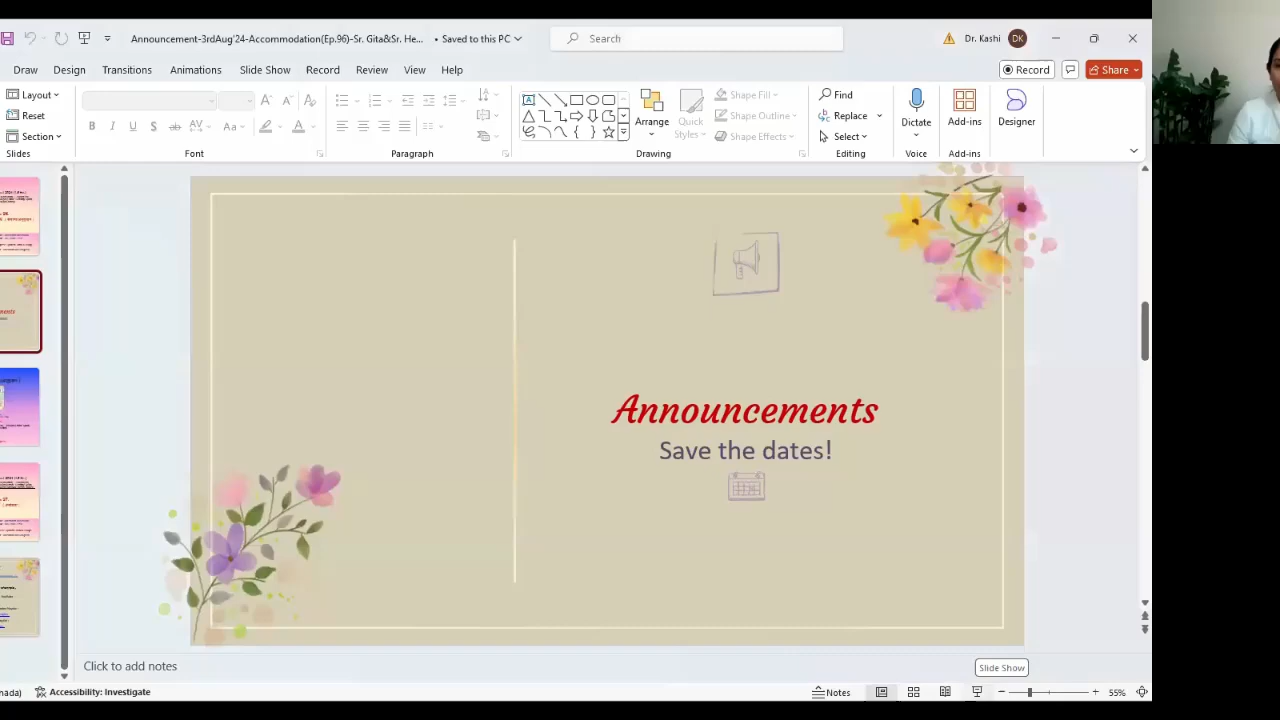 Announcement-3rdAug'24-Accommodation(Ep.96)-Sr. Gita&Sr. He... • Saved to this PC
Search
Dr. Kashi
DK
Draw Design Transitions Animations Slide Show Record Review View Help
Record
Share
Layout
Reset
Section
Slides
B I U S ab AV Aa A
Font
Paragraph
Arrange
Quick Styles
Shape Fill
Shape Outline
Shape Effects
Drawing
Find
Replace
Select
Editing
Dictate
Voice
Add-ins
Add-ins
Designer
Announcements
Save the dates!
Click to add notes
Slide Show
Accessibility: Investigate
Notes
55%